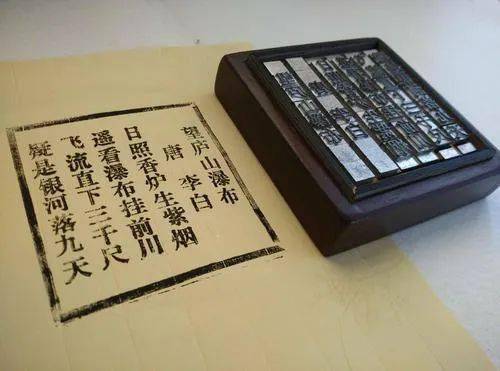 望庐山瀑布
唐 李白
日照香炉生紫烟
遥看瀑布挂前川
飞流直下三千尺
疑是银河落九天